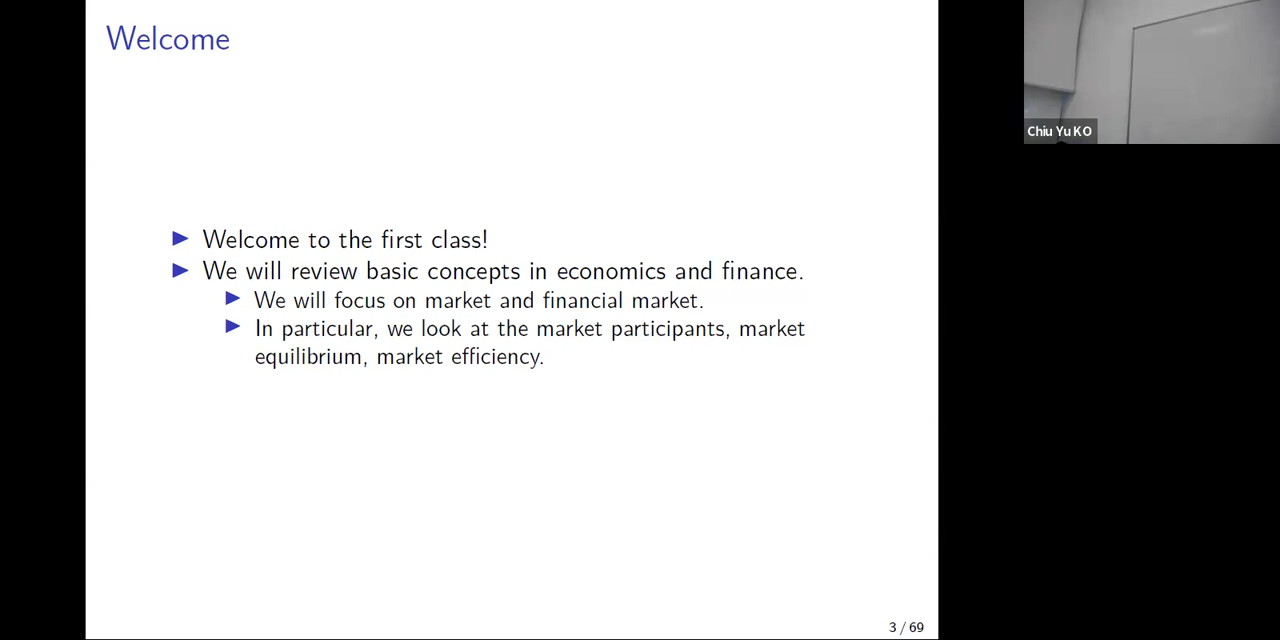 Welcome
▶ Welcome to the first class!
▶ We will review basic concepts in economics and finance.
▶ We will focus on market and financial market.
▶ In particular, we look at the market participants, market
equilibrium, market efficiency.
3 / 69
Chiu Yu KO